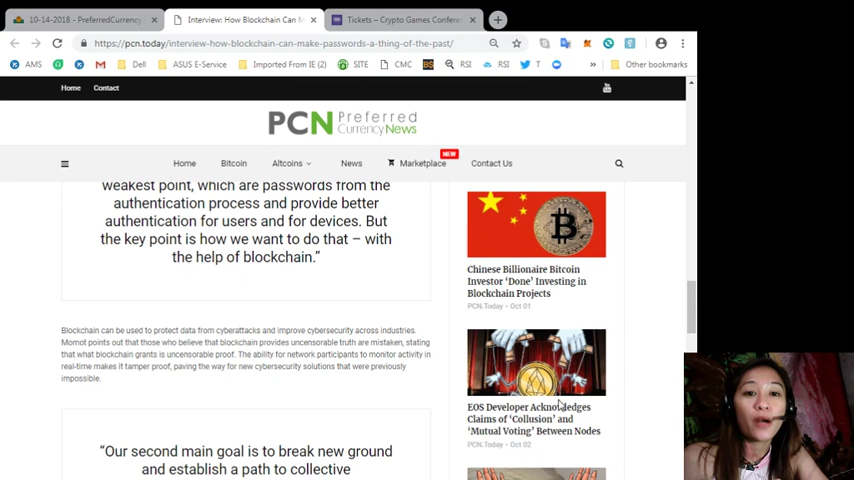 10-14-2018 - PreferredCurrency
Interview: How Blockchain Can M
Tickets – Crypto Games Confere
https://pcn.today/interview-how-blockchain-can-make-passwords-a-thing-of-the-past/
AMS
Dell
ASUS E-Service
Imported From IE (2)
SITE
CMC
RSI
RSI
T
»
Other bookmarks
Home
Contact
PCN Preferred
Currency News
NEW
Home
Bitcoin
Altcoins
News
Marketplace
Contact Us
weakest point, which are passwords from the
authentication process and provide better
authentication for users and for devices. But
the key point is how we want to do that – with
the help of blockchain.”
Blockchain can be used to protect data from cyberattacks and improve cybersecurity across industries.
Momot points out that those who believe that blockchain provides uncensorable truth are mistaken, stating
that what blockchain grants is uncensorable proof. The ability for network participants to monitor activity in
real-time makes it tamper proof, paving the way for new cybersecurity solutions that were previously
impossible.
“Our second main goal is to break new ground
and establish a path to collective
Chinese Billionaire Bitcoin
Investor ‘Done’ Investing in
Blockchain Projects
PCN.Today - Oct 01
EOS Developer Acknowledges
Claims of ‘Collusion’ and
‘Mutual Voting’ Between Nodes
PCN.Today - Oct 02